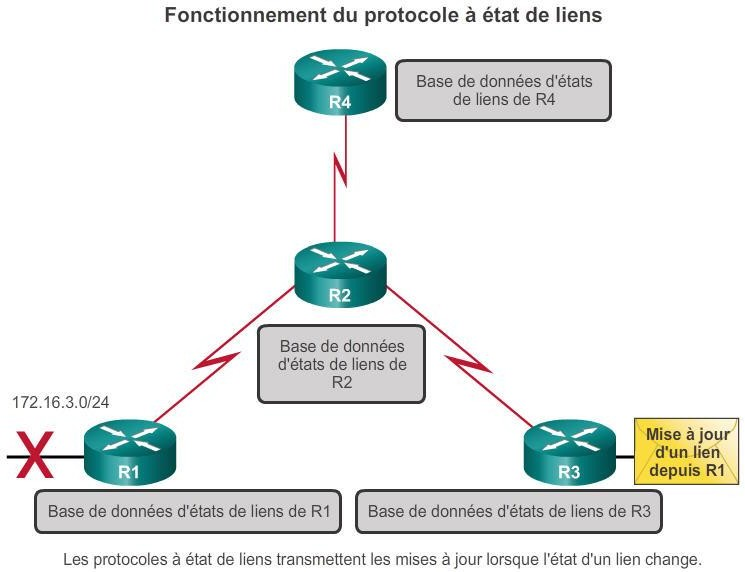 Fonctionnement du protocole à état de liens
R4
Base de données d'états
de liens de R4
R2
Base de données
d'états de liens de
R2
172.16.3.0/24
R1
R3
Mise à jour
d'un lien
depuis R1
Base de données d'états de liens de R1
Base de données d'états de liens de R3
Les protocoles à état de liens transmettent les mises à jour lorsque l'état d'un lien change.